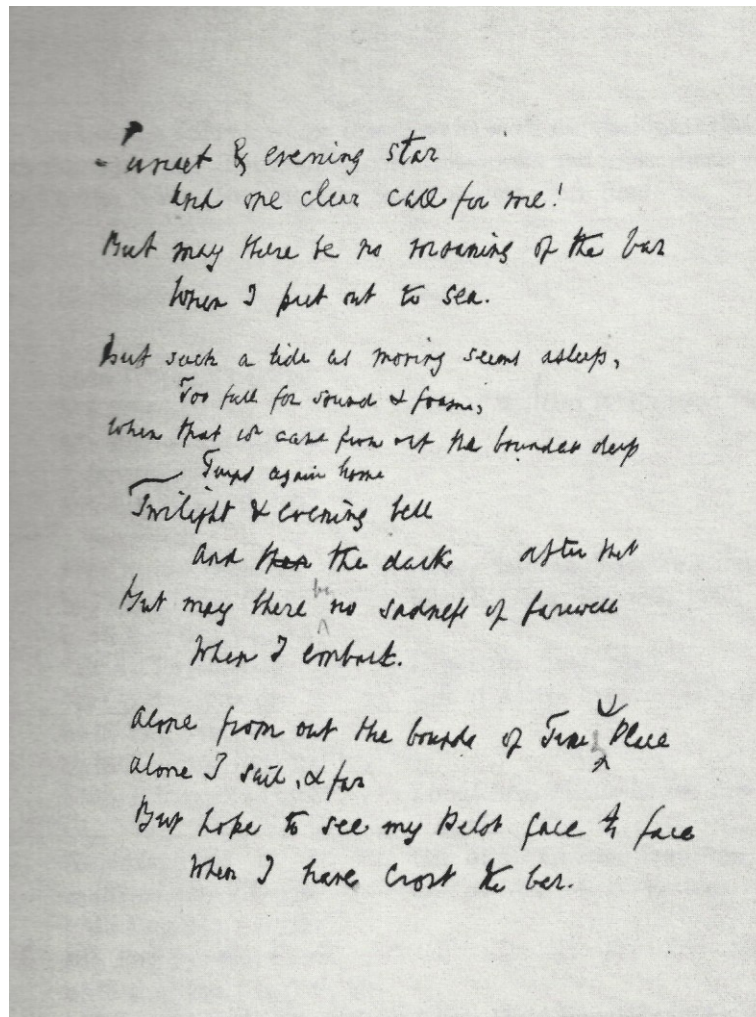 Sunset & evening star
And one clear call for me!
But may there be no moaning of the bar
When I put out to sea.
But such a tide as moving seems asleep,
Too full for sound & foam,
When that wh came from out the boundless deep
Turns again home
Twilight & evening bell
And then the dark after that
But may there be no sadness of farewell
When I embark.
Alone from out the bounds of Time & Place
Alone I sail, & far
But hope to see my Pilot face to face
When I have crost the bar.